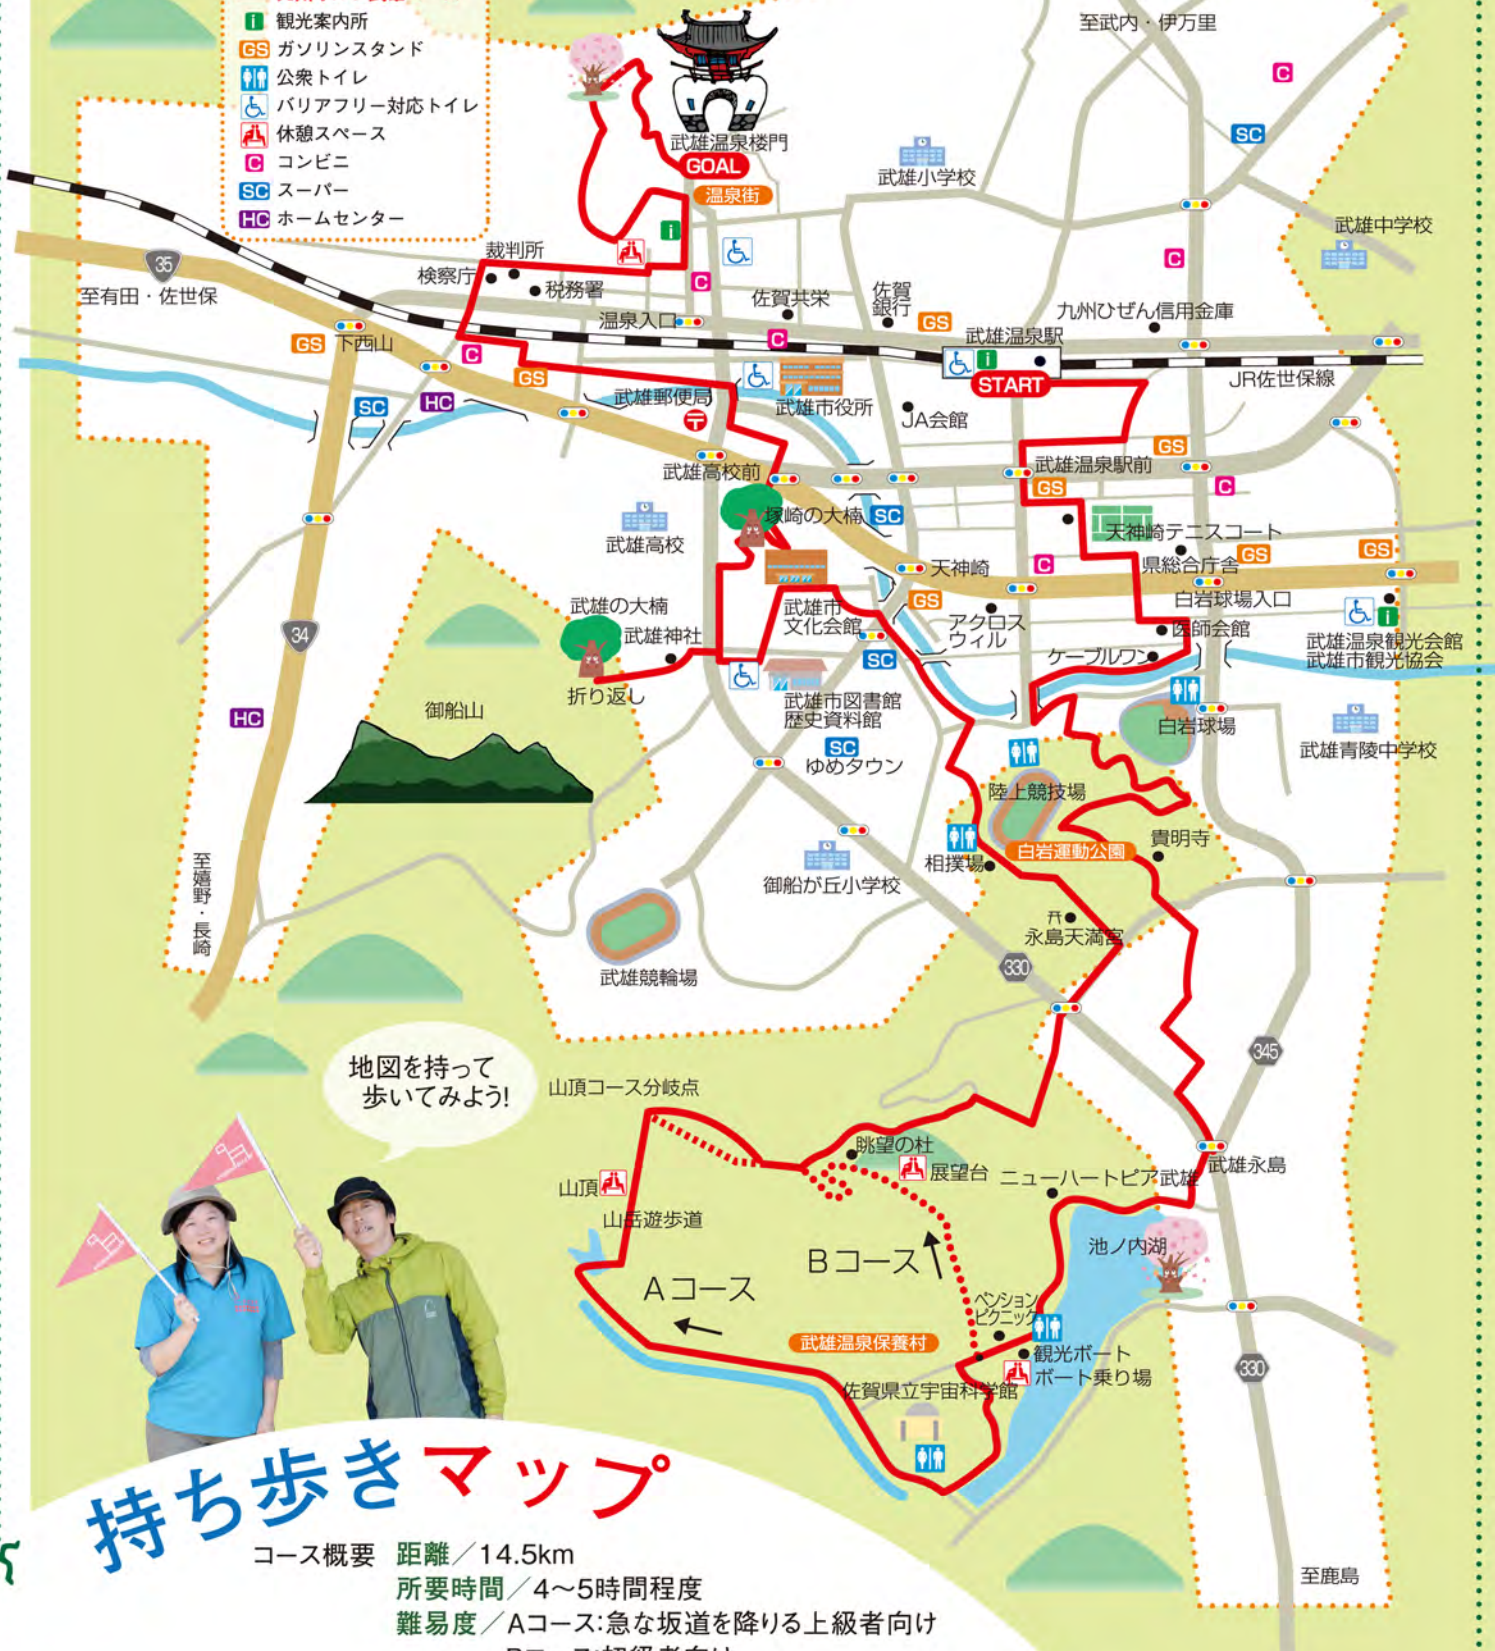 i 観光案内所
GS ガソリンスタンド
公衆トイレ
バリアフリー対応トイレ
休憩スペース
C コンビニ
SC スーパー
HC ホームセンター
至武内・伊万里
C
SC
武雄温泉楼門
GOAL
温泉街
武雄小学校
武雄中学校
i
C
裁判所
検察庁
税務署
35
至有田・佐世保
C
佐賀共栄
佐賀
銀行
GS
九州ひぜん信用金庫
温泉入口
C
武雄温泉駅
i
START
JR佐世保線
GS
下西山
C
GS
SC
HC
武雄郵便局
武雄市役所
JA会館
武雄高校前
武雄温泉駅前
GS
GS
C
武雄高校
塚崎の大楠
SC
天神崎テニスコート
県総合庁舎
GS
GS
天神崎
C
白岩球場入口
武雄の大楠
武雄神社
折り返し
武雄市
文化会館
GS
アクロス
ウィル
医師会館
ケーブルワン
i
武雄温泉観光会館
武雄市観光協会
34
SC
武雄市図書館
歴史資料館
SC
ゆめタウン
HC
御船山
白岩球場
武雄青陵中学校
陸上競技場
相撲場
白岩運動公園
貴明寺
御船が丘小学校
永島天満宮
武雄競輪場
330
至嬉野・長崎
345
地図を持って
歩いてみよう!
山頂コース分岐点
眺望の杜
展望台
ニューハートピア武雄
武雄永島
山頂
山岳遊歩道
池ノ内湖
Bコース
Aコース
ペンション
ピクニック
武雄温泉保養村
観光ボート
ボート乗り場
佐賀県立宇宙科学館
330
至鹿島
持ち歩きマップ
コース概要 距離／14.5km
所要時間／4〜5時間程度
難易度／Aコース:急な坂道を降りる上級者向け